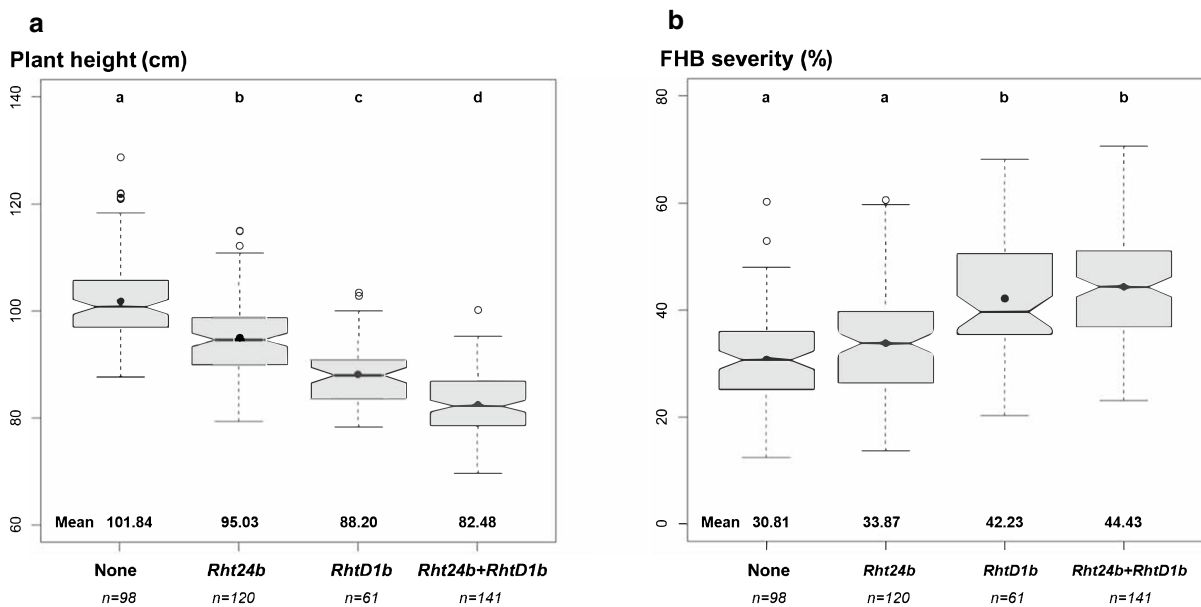 a
Plant height (cm)
a b c d
140
120
100
80
60
Mean 101.84 95.03 88.20 82.48
None Rht24b RhtD1b Rht24b+RhtD1b
n=98 n=120 n=61 n=141
b
FHB severity (%)
a a b b
80
60
40
20
0
Mean 30.81 33.87 42.23 44.43
None Rht24b RhtD1b Rht24b+RhtD1b
n=98 n=120 n=61 n=141